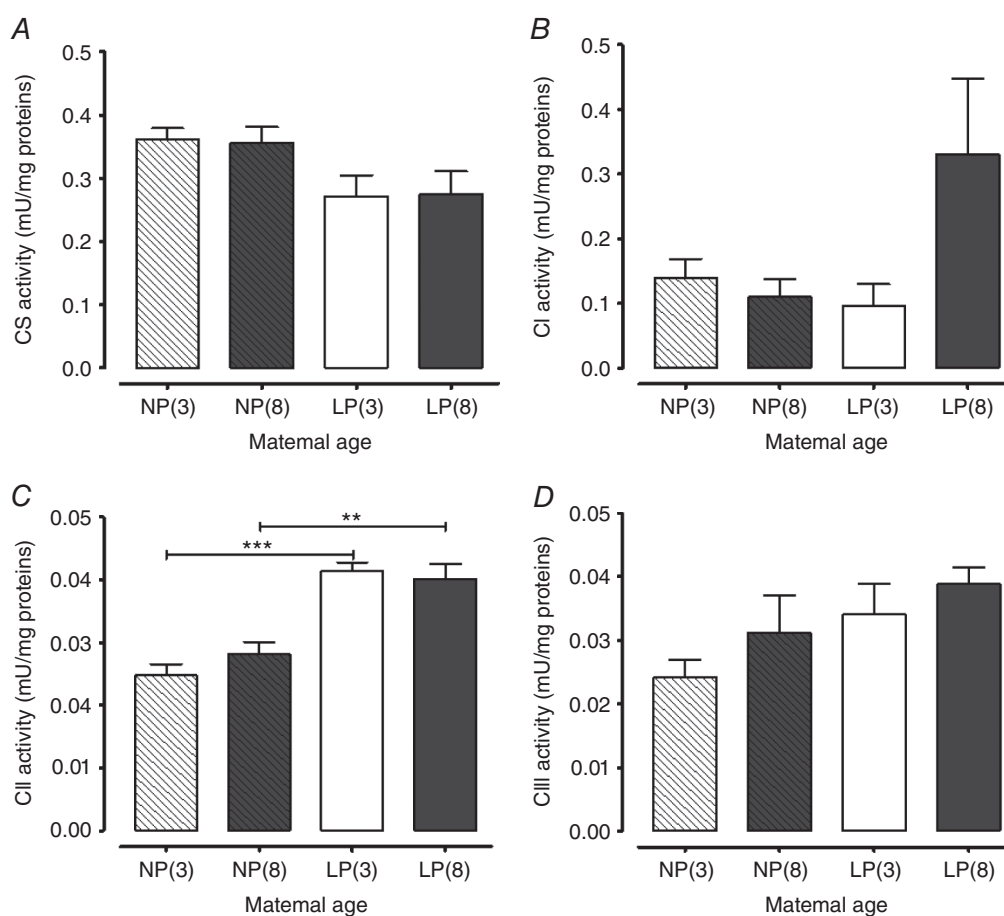 A
CS activity (mU/mg proteins)
0.5
0.4
0.3
0.2
0.1
0.0
NP(3) NP(8) LP(3) LP(8)
Matemal age
B
CI activity (mU/mg proteins)
0.5
0.4
0.3
0.2
0.1
0.0
NP(3) NP(8) LP(3) LP(8)
Matemal age
C
CII activity (mU/mg proteins)
0.05
0.04
0.03
0.04
0.01
0.00
**
***
NP(3) NP(8) LP(3) LP(8)
Maternal age
D
CIII activity (mU/mg proteins)
0.05
0.04
0.03
0.02
0.01
0.00
NP(3) NP(8) LP(3) LP(8)
Maternal age